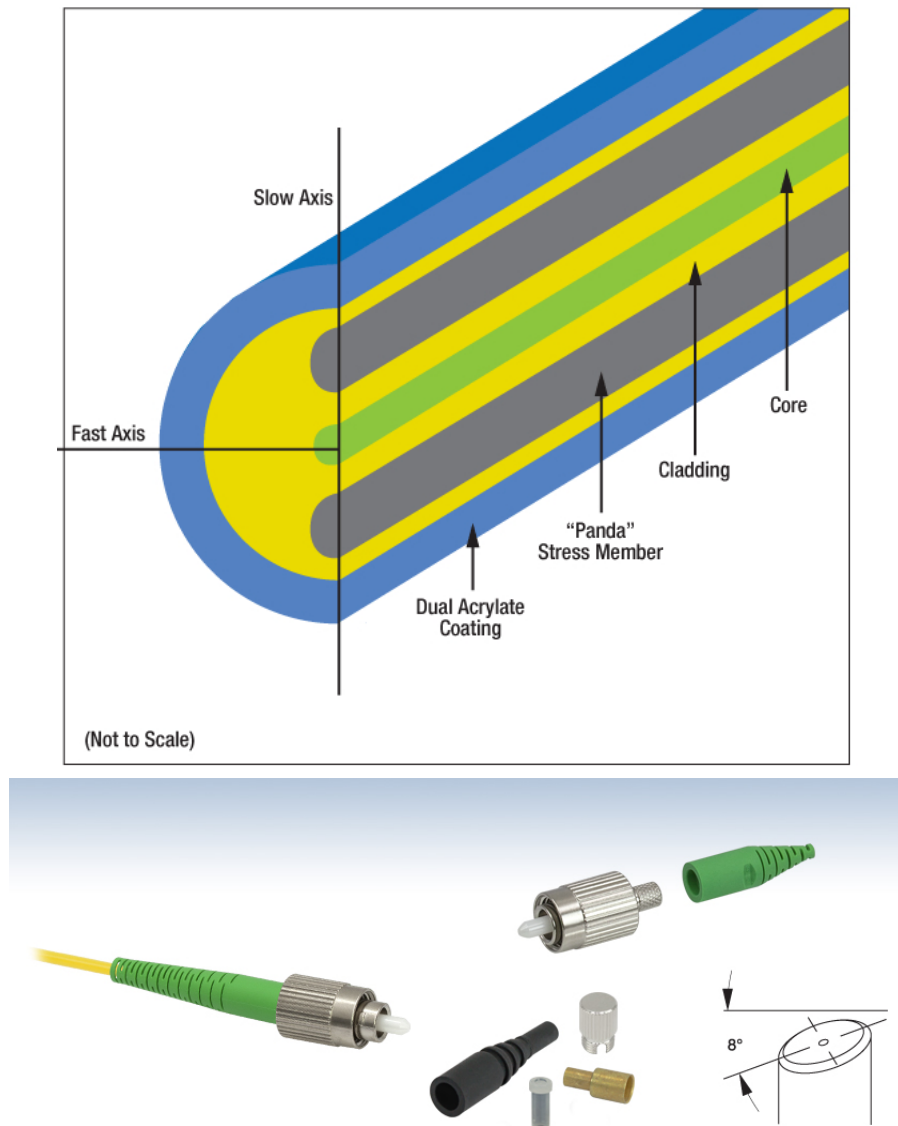 Slow Axis
Fast Axis
Core
Cladding
“Panda”
Stress Member
Dual Acrylate
Coating
(Not to Scale)
8°